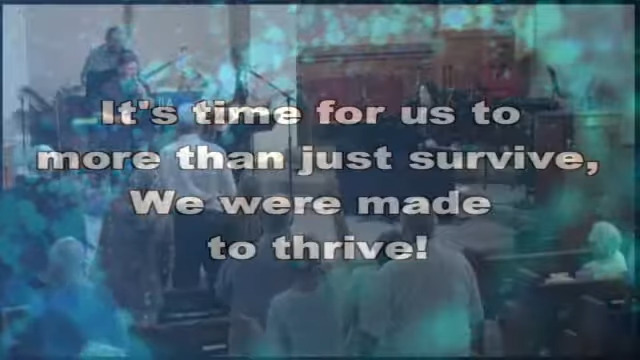 It's time for us to
more than just survive,
We were made
to thrive!